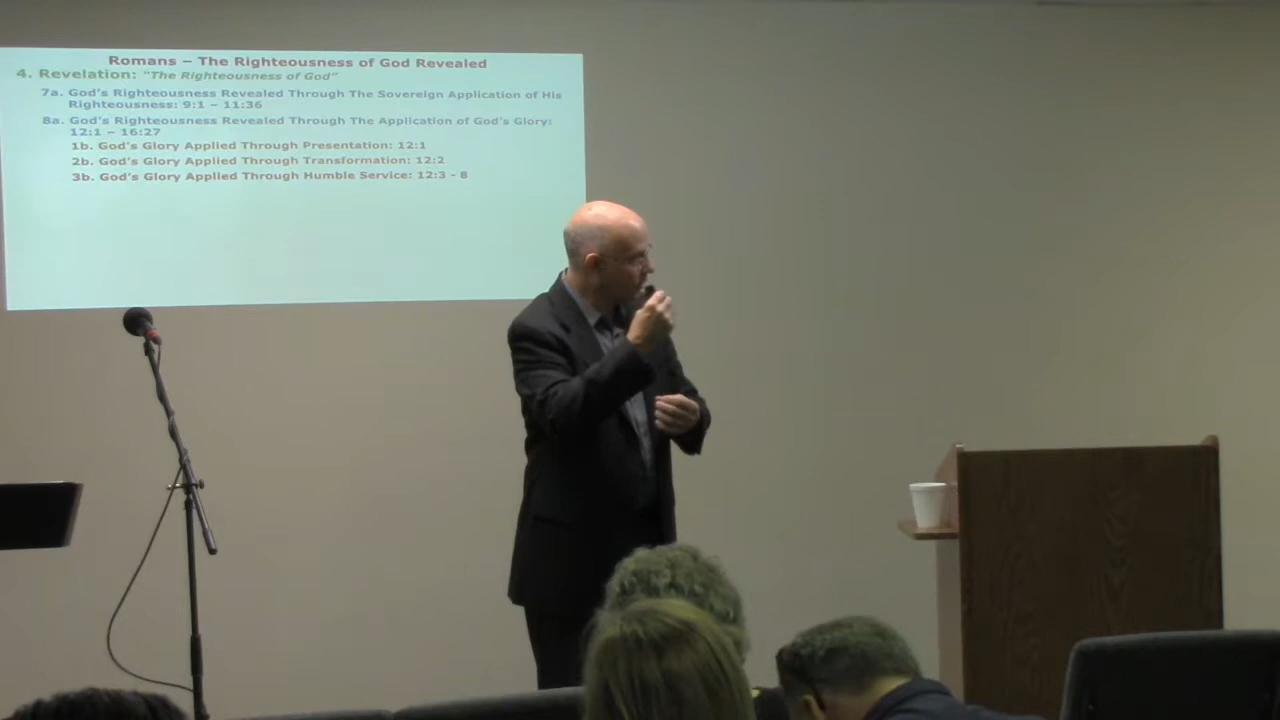 Romans – The Righteousness of God Revealed
4. Revelation: "The Righteousness of God"
7a. God's Righteousness Revealed Through The Sovereign Application of His
Righteousness: 9:1 – 11:36
8a. God's Righteousness Revealed Through The Application of God's Glory:
12:1 – 16:27
1b. God's Glory Applied Through Presentation: 12:1
2b. God's Glory Applied Through Transformation: 12:2
3b. God's Glory Applied Through Humble Service: 12:3 - 8